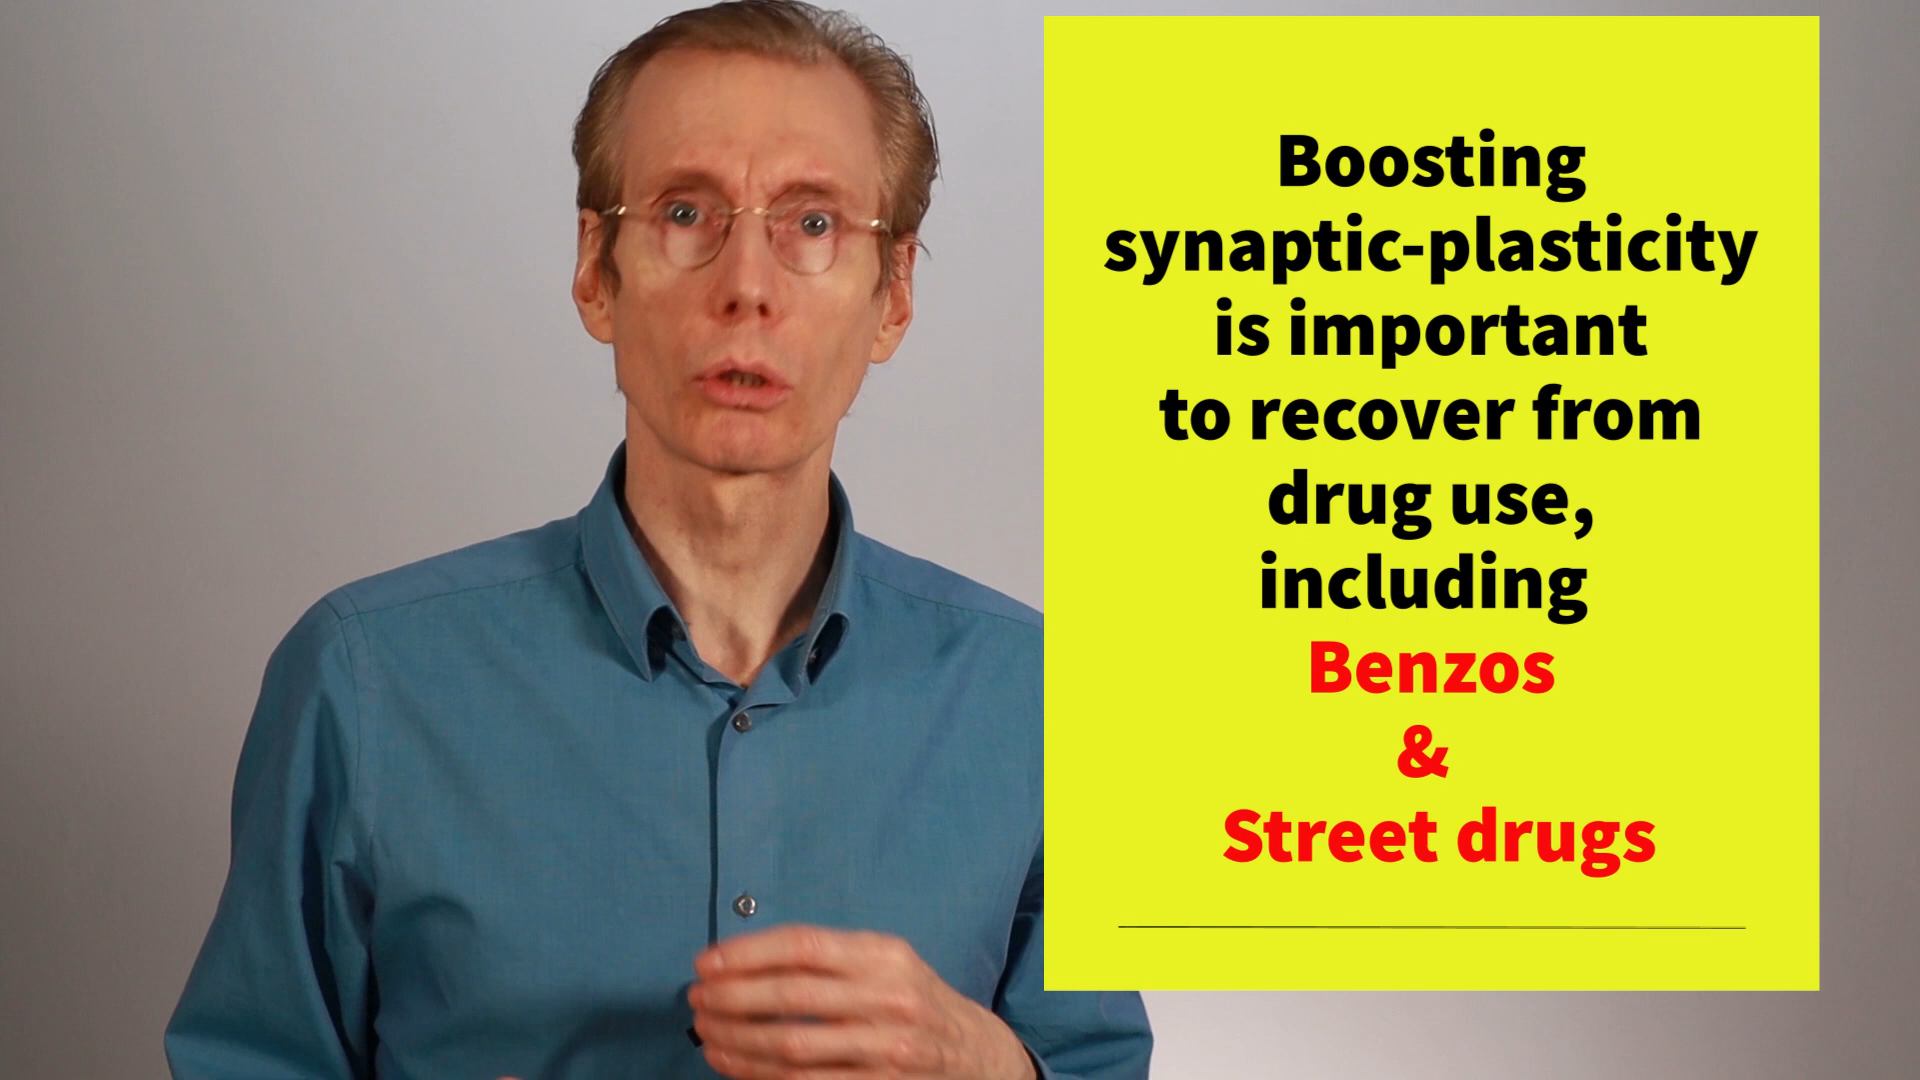 Boosting
synaptic-plasticity
is important
to recover from
drug use,
including
Benzos
&
Street drugs